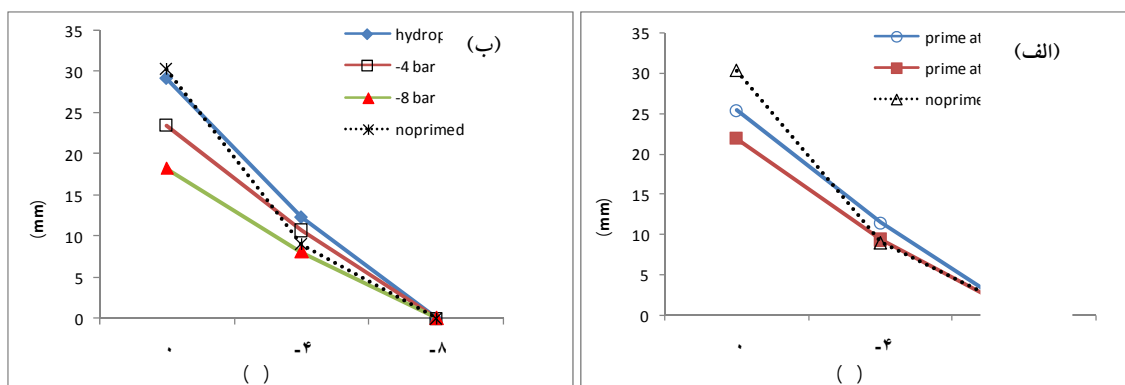 (ب)
hydrop
-4 bar
-8 bar
noprimed
35
30
25
20
15
10
5
0
(mm)
۰
-۴
-۸
( )
(الف)
prime at
prime at
noprime
35
30
25
20
15
10
5
0
(mm)
۰
-۴
( )